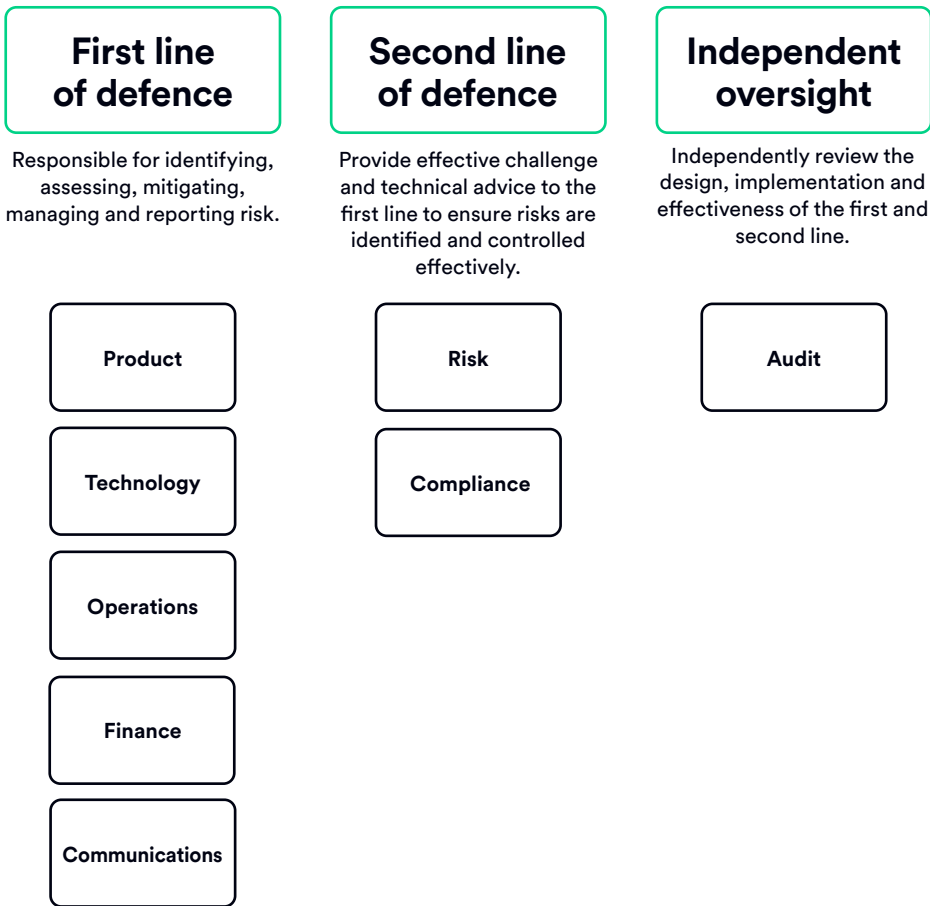 First line
of defence
Responsible for identifying,
assessing, mitigating,
managing and reporting risk.
Product
Technology
Operations
Finance
Communications
Second line
of defence
Provide effective challenge
and technical advice to the
first line to ensure risks are
identified and controlled
effectively.
Risk
Compliance
Independent
oversight
Independently review the
design, implementation and
effectiveness of the first and
second line.
Audit